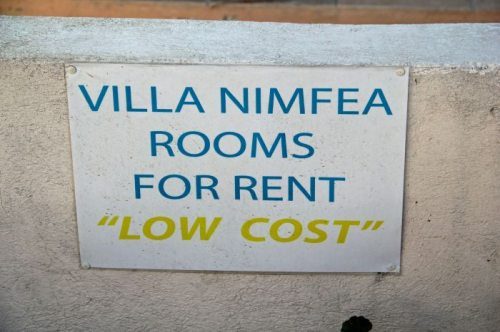 VILLA NIMFEA
ROOMS
FOR RENT
“LOW COST”